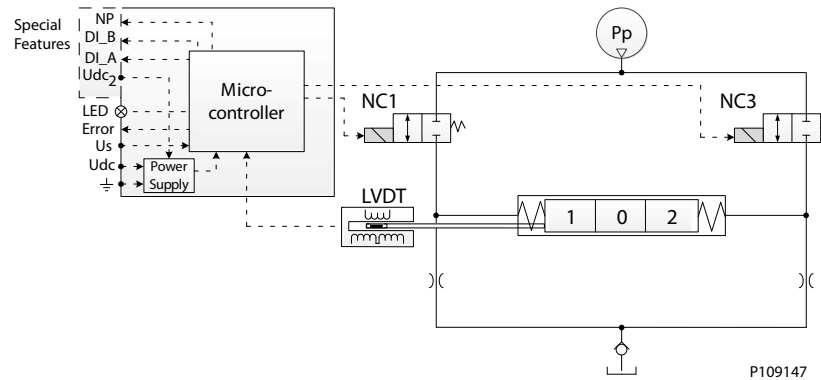 Special
Features
NP
DI_B
DI_A
Udc2
LED
Error
Us
Udc
Micro-
controller
Power
Supply
Pp
NC1
NC3
LVDT
1 0 2
P109147